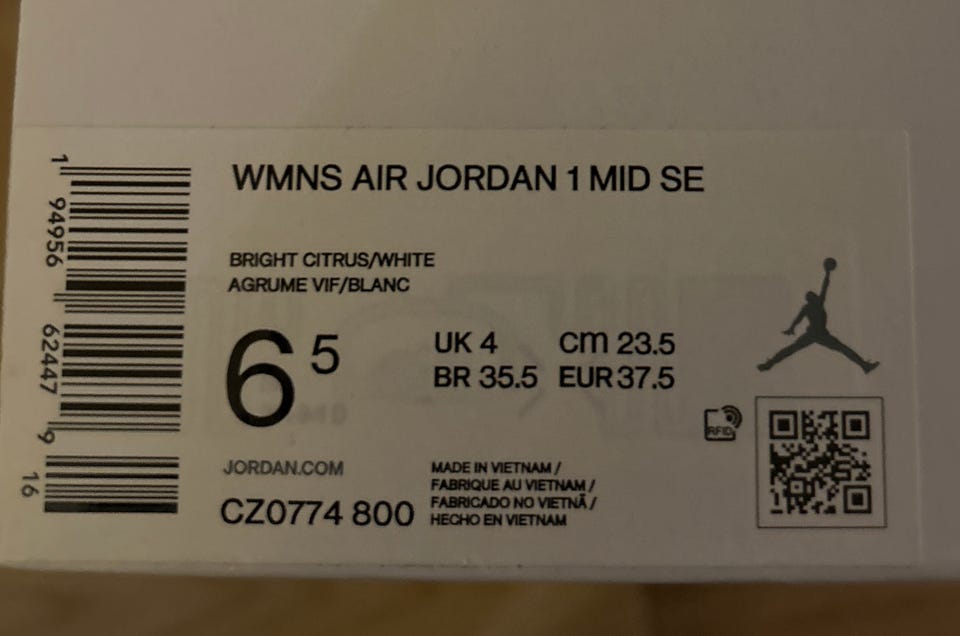 WMNS AIR JORDAN 1 MID SE
BRIGHT CITRUS/WHITE
AGRUME VIF/BLANC
6 5
UK 4 cm 23.5
BR 35.5 EUR 37.5
RFID
JORDAN.COM
CZ0774 800
MADE IN VIETNAM /
FABRIQUE AU VIETNAM /
FABRICADO NO VIETNÃ /
HECHO EN VIETNAM
1 94956 62447 9 16